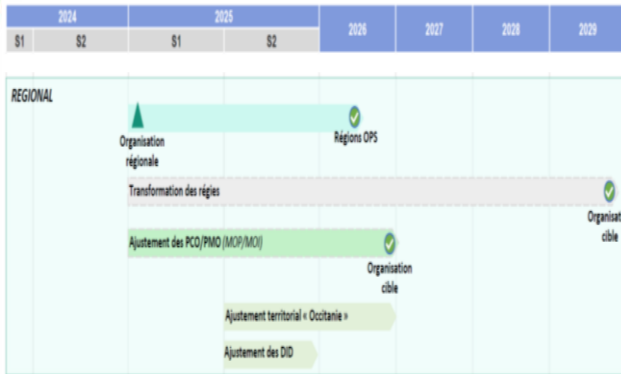 2024 2025 2026 2027 2028 2029
S1 S2 S1 S2
REGIONAL
Organisation
régionale
Régions OPS
Transformation des régies
Organisat
cible
Ajustement des PCO/PMO (MOP/MOI)
Organisation
cible
Ajustement territorial « Occitanie »
Ajustement des DID